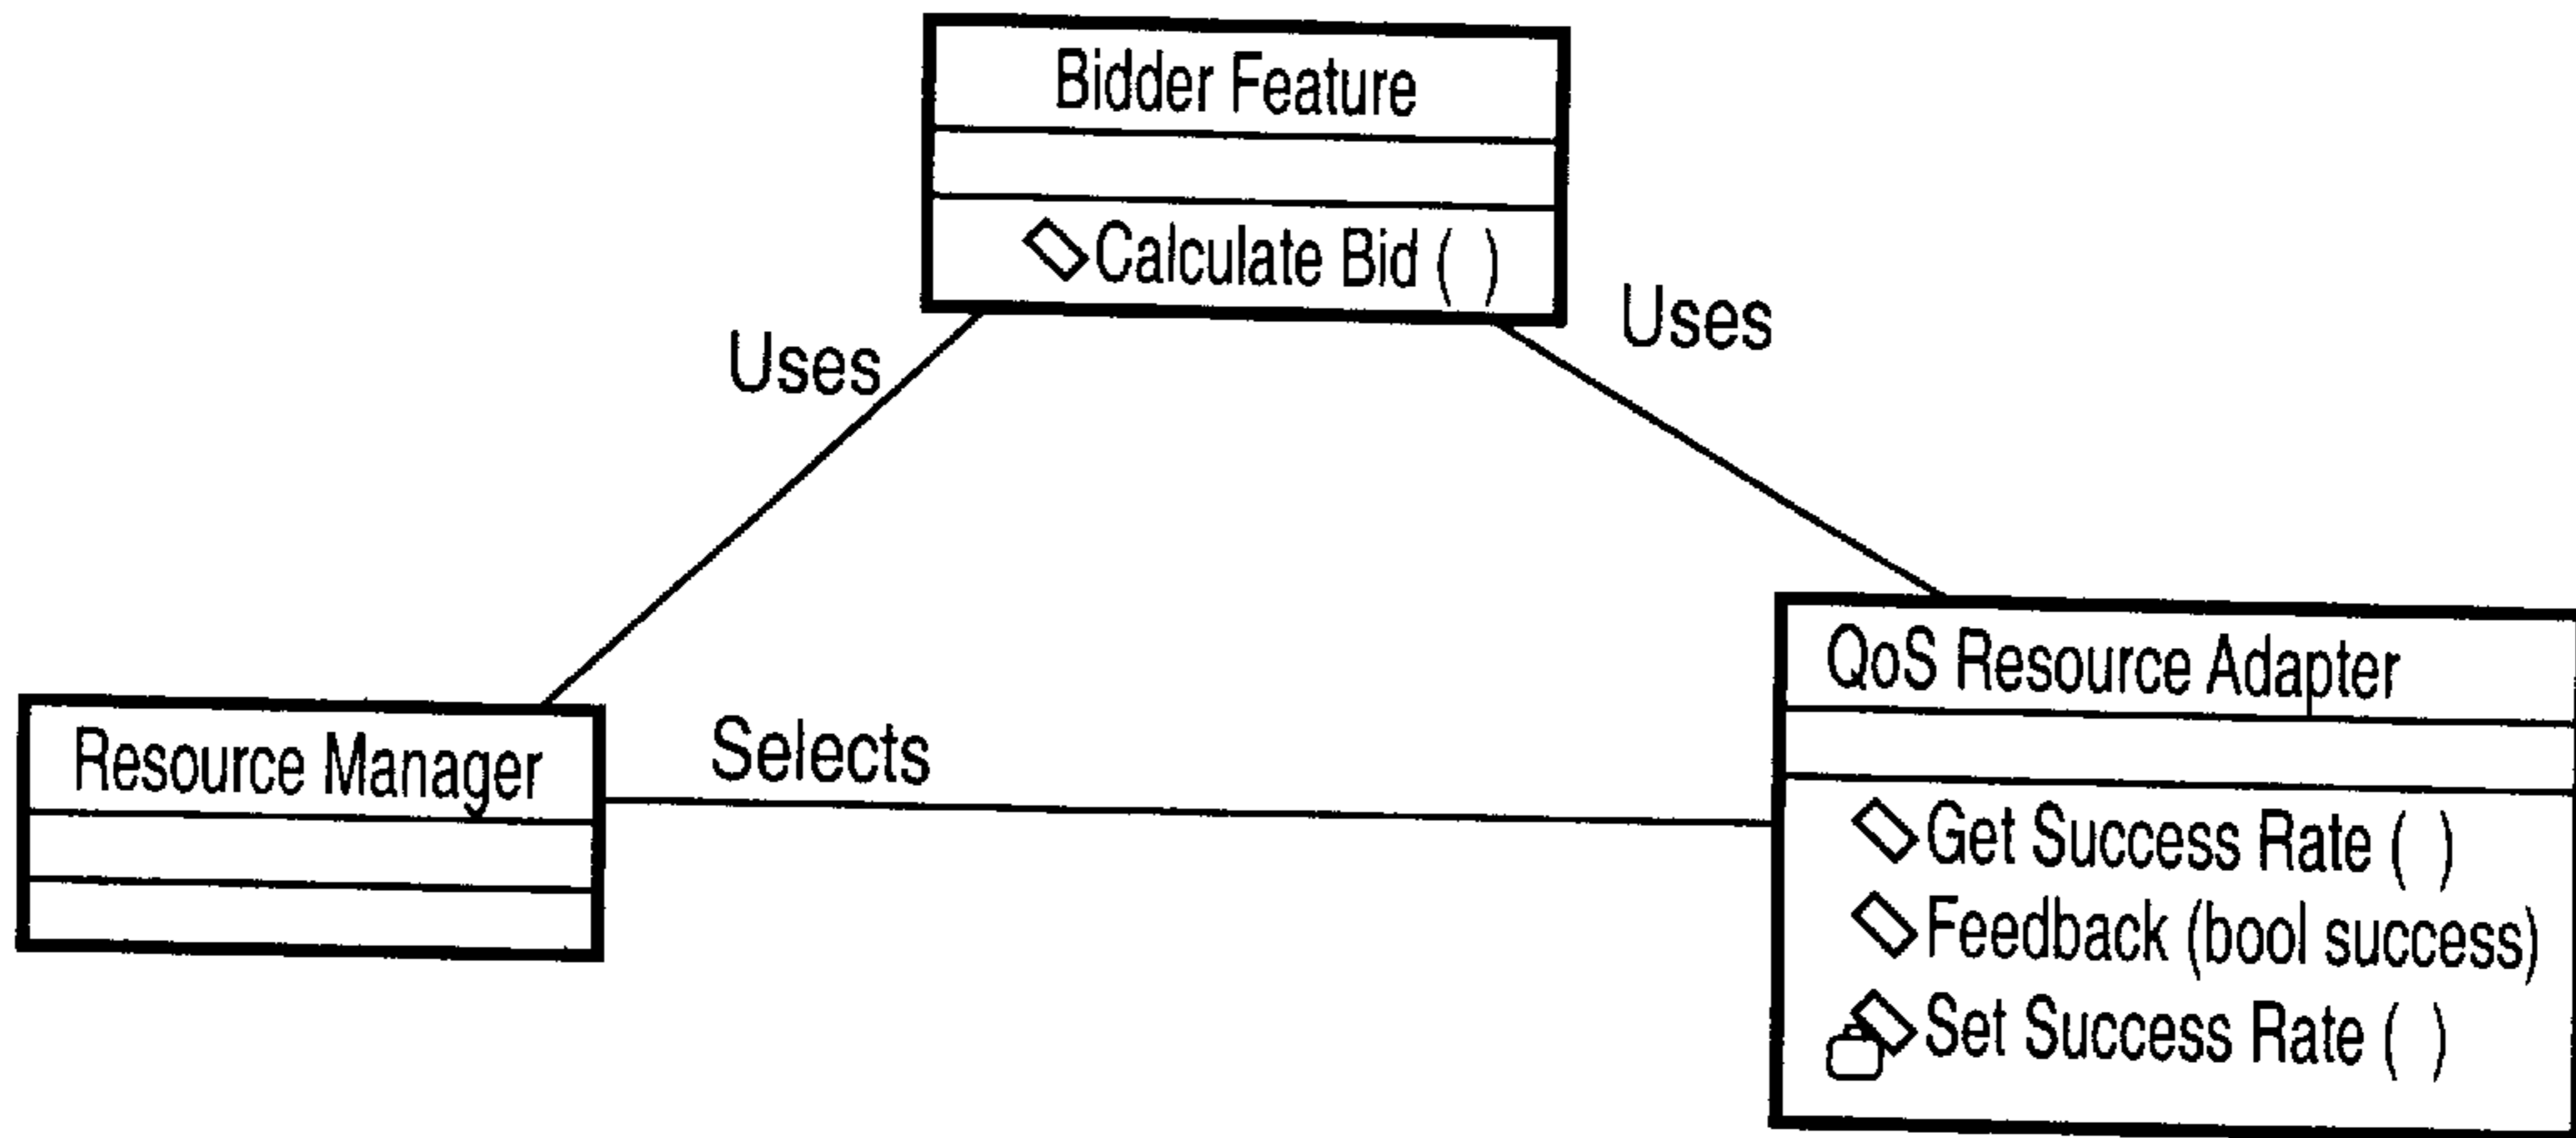 Bidder Feature
Calculate Bid ( )
Uses
Uses
QoS Resource Adapter
Resource Manager
Selects
Get Success Rate ( )
Feedback (bool success)
Set Success Rate ( )